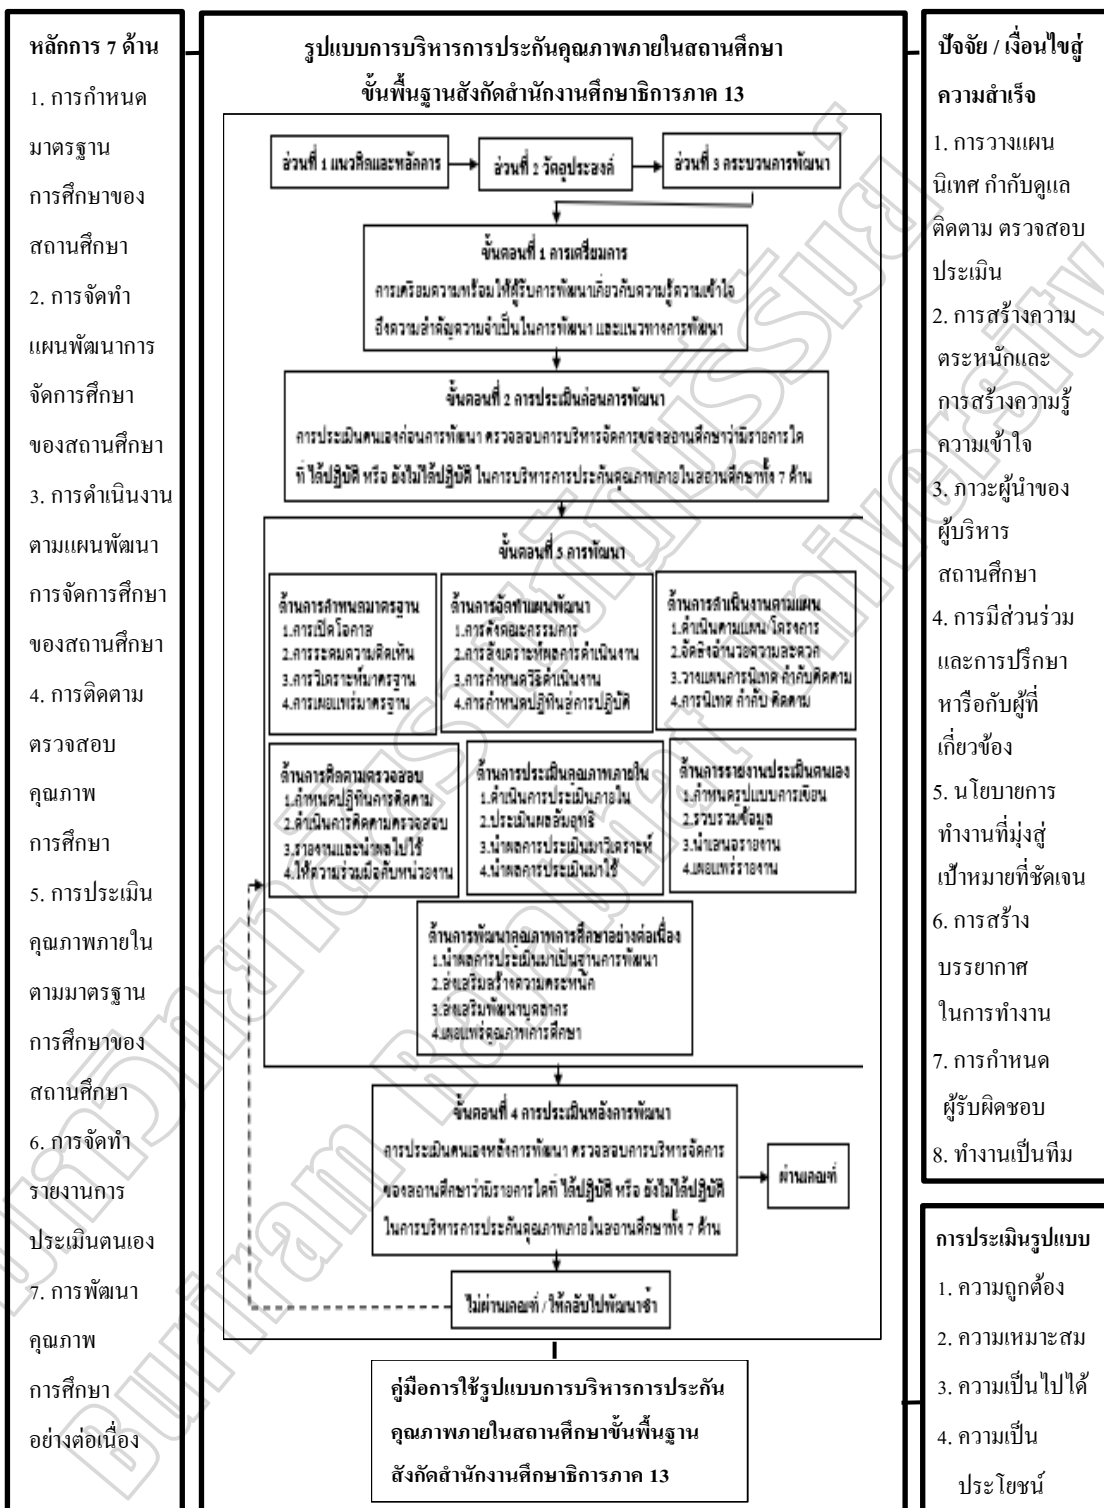 หลักการ 7 ด้าน
1. การกำหนด
มาตรฐาน
การศึกษาของ
สถานศึกษา
2. การจัดทำ
แผนพัฒนาการ
จัดการศึกษา
ของสถานศึกษา
3. การดำเนินงาน
ตามแผนพัฒนา
การจัดการศึกษา
ของสถานศึกษา
4. การติดตาม
ตรวจสอบ
คุณภาพ
การศึกษา
5. การประเมิน
คุณภาพภายใน
ตามมาตรฐาน
การศึกษาของ
สถานศึกษา
6. การจัดทำ
รายงานการ
ประเมินตนเอง
7. การพัฒนา
คุณภาพ
การศึกษา
อย่างต่อเนื่อง
รูปแบบการบริหารการประกันคุณภาพภายในสถานศึกษา
ขั้นพื้นฐานสังกัดสำนักงานศึกษาธิการภาค 13
ส่วนที่ 1 แนวคิดและหลักการ
ส่วนที่ 2 วัตถุประสงค์
ส่วนที่ 3 กระบวนการพัฒนา
ขั้นตอนที่ 1 การเตรียมการ
การเตรียมความพร้อมให้ผู้รับการพัฒนาเกี่ยวกับความรู้ความเข้าใจ
ถึงความสำคัญความจำเป็นในการพัฒนา และแนวทางการพัฒนา
ขั้นตอนที่ 2 การประเมินก่อนการพัฒนา
การประเมินตนเองก่อนการพัฒนา ตรวจสอบการบริหารจัดการของสถานศึกษาว่ามีรายการใด
ที่ ได้ปฏิบัติ หรือ ยังไม่ได้ปฏิบัติ ในการบริหารการประกันคุณภาพภายในสถานศึกษาทั้ง 7 ด้าน
ขั้นตอนที่ 3 การพัฒนา
ด้านการกำหนดมาตรฐาน
1.การเปิดโอกาส
2.การระดมความคิดเห็น
3.การวิเคราะห์มาตรฐาน
4.การเผยแพร่มาตรฐาน
ด้านการจัดทำแผนพัฒนา
1.การตั้งคณะกรรมการ
2.การสังเคราะห์ผลการดำเนินงาน
3.การกำหนดวิธีดำเนินงาน
4.การกำหนดปฏิทินสู่การปฏิบัติ
ด้านการดำเนินงานตามแผน
1.ดำเนินตามแผน/โครงการ
2.จัดสิ่งอำนวยความสะดวก
3.วางแผนการนิเทศ กำกับติดตาม
4.การนิเทศ กำกับ ติดตาม
ด้านการติดตามตรวจสอบ
1.กำหนดปฏิทินการติดตาม
2.ดำเนินการติดตามตรวจสอบ
3.รายงานและนำผลไปใช้
4.ให้ความร่วมมือกับหน่วยงาน
ด้านการประเมินคุณภาพภายใน
1.ดำเนินการประเมินภายใน
2.ประเมินผลสัมฤทธิ์
3.นำผลการประเมินมาวิเคราะห์
4.นำผลการประเมินมาใช้
ด้านการรายงานประเมินตนเอง
1.กำหนดรูปแบบการเขียน
2.รวบรวมข้อมูล
3.นำเสนอรายงาน
4.เผยแพร่รายงาน
ด้านการพัฒนาคุณภาพการศึกษาอย่างต่อเนื่อง
1.นำผลการประเมินมาเป็นฐานการพัฒนา
2.ส่งเสริมสร้างความตระหนัก
3.ส่งเสริมพัฒนาบุคลากร
4.เผยแพร่คุณภาพการศึกษา
ขั้นตอนที่ 4 การประเมินหลังการพัฒนา
การประเมินตนเองหลังการพัฒนา ตรวจสอบการบริหารจัดการ
ของสถานศึกษาว่ามีรายการใดที่ ได้ปฏิบัติ หรือ ยังไม่ได้ปฏิบัติ
ในการบริหารการประกันคุณภาพภายในสถานศึกษาทั้ง 7 ด้าน
ผ่านเกณฑ์
ไม่ผ่านเกณฑ์ / ให้กลับไปพัฒนาซ้ำ
คู่มือการใช้รูปแบบการบริหารการประกัน
คุณภาพภายในสถานศึกษาขั้นพื้นฐาน
สังกัดสำนักงานศึกษาธิการภาค 13
ปัจจัย / เงื่อนไขสู่
ความสำเร็จ
1. การวางแผน
นิเทศ กำกับดูแล
ติดตาม ตรวจสอบ
ประเมิน
2. การสร้างความ
ตระหนักและ
การสร้างความรู้
ความเข้าใจ
3. ภาวะผู้นำของ
ผู้บริหาร
สถานศึกษา
4. การมีส่วนร่วม
และการปรึกษา
หารือกับผู้ที่
เกี่ยวข้อง
5. นโยบายการ
ทำงานที่มุ่งสู่
เป้าหมายที่ชัดเจน
6. การสร้าง
บรรยากาศ
ในการทำงาน
7. การกำหนด
ผู้รับผิดชอบ
8. ทำงานเป็นทีม
การประเมินรูปแบบ
1. ความถูกต้อง
2. ความเหมาะสม
3. ความเป็นไปได้
4. ความเป็น
ประโยชน์
มหาวิทยาลัยราชภัฏบุรีรัมย์
Buriram Rajabhat University